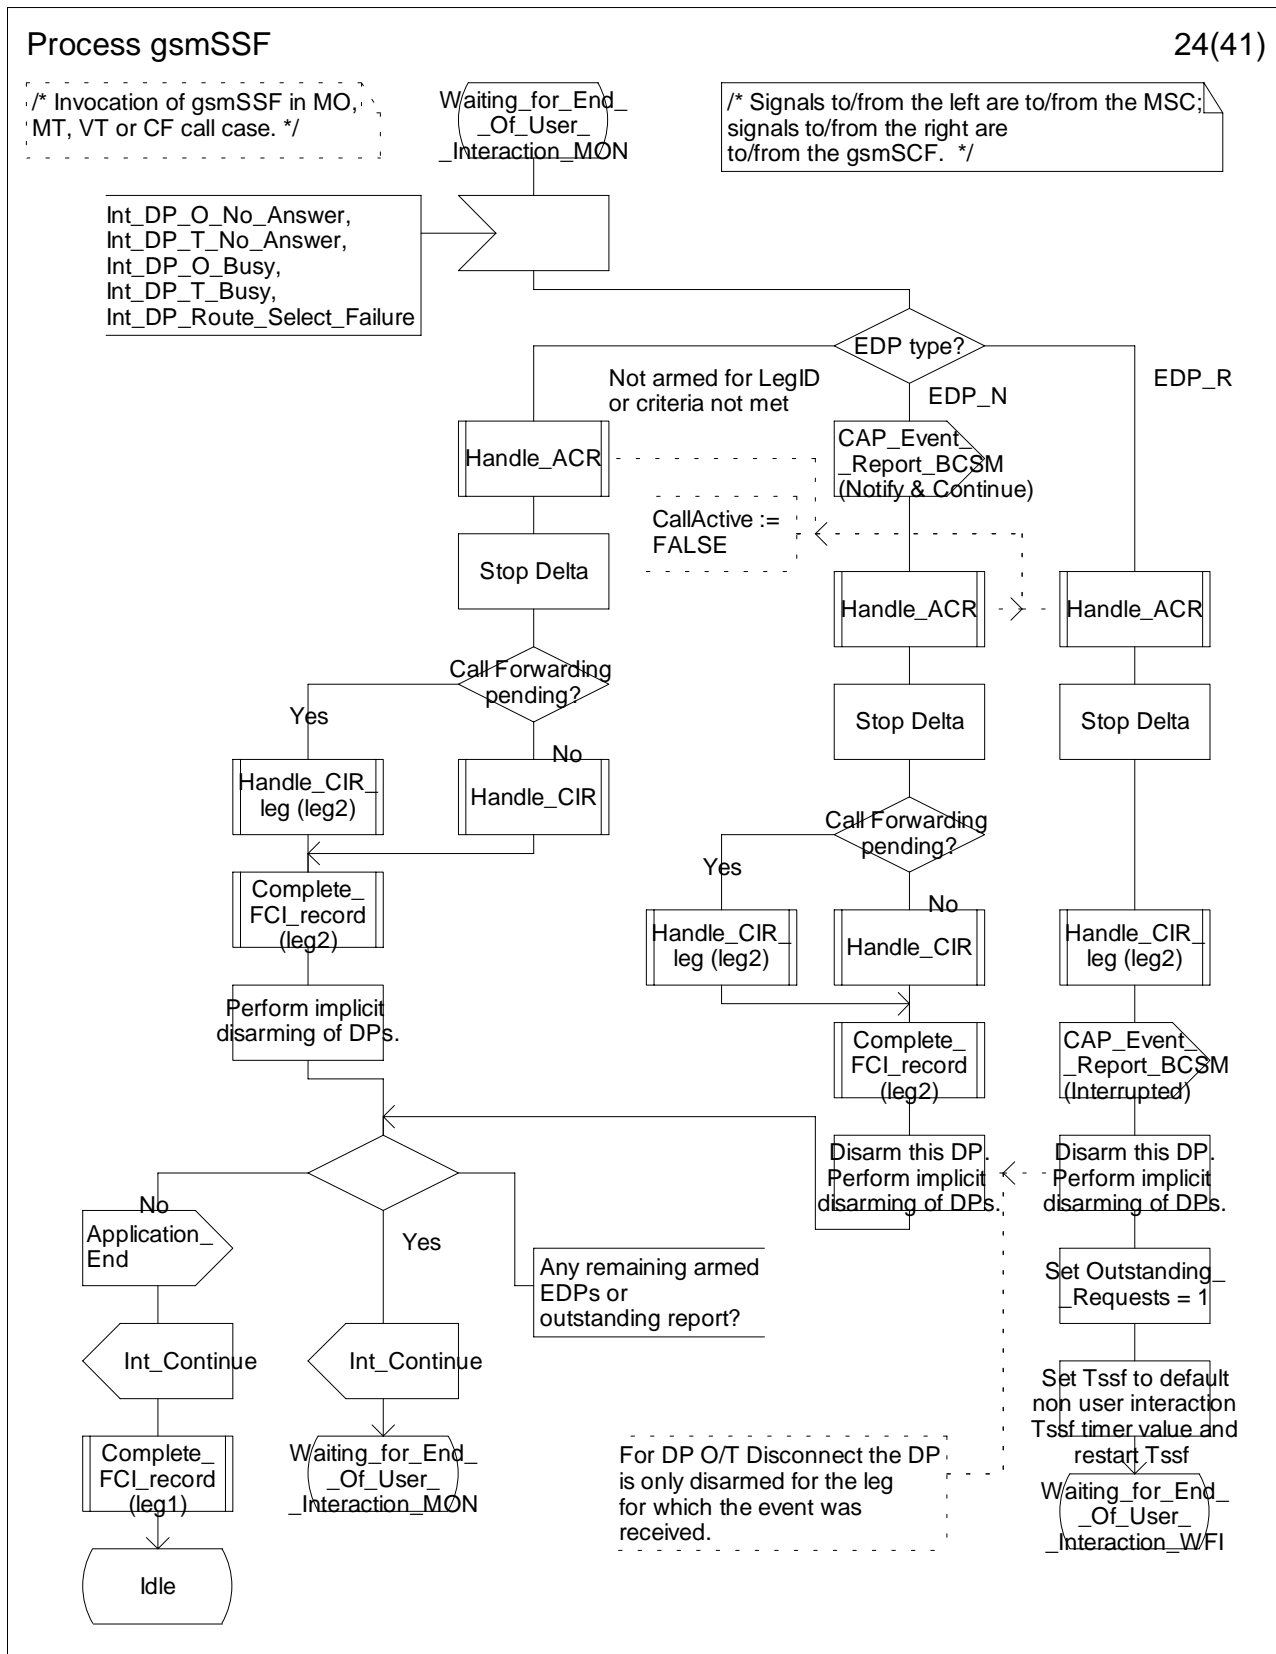 Process gsmSSF
24(41)
/* Invocation of gsmSSF in MO,
MT, VT or CF call case. */
Waiting_for_End_
_Of_User_
_Interaction_MON
/* Signals to/from the left are to/from the MSC;
signals to/from the right are
to/from the gsmSCF.  */
Int_DP_O_No_Answer,
Int_DP_T_No_Answer,
Int_DP_O_Busy,
Int_DP_T_Busy,
Int_DP_Route_Select_Failure
EDP type?
Not armed for LegID
or criteria not met
EDP_N
EDP_R
Handle_ACR
CAP_Event_
_Report_BCSM
(Notify & Continue)
CallActive :=
FALSE
Stop Delta
Handle_ACR
Handle_ACR
Call Forwarding
pending?
Yes
No
Stop Delta
Stop Delta
Handle_CIR_
leg (leg2)
Handle_CIR
Call Forwarding
pending?
Yes
No
Complete_
FCI_record
(leg2)
Handle_CIR_
leg (leg2)
Handle_CIR
Handle_CIR_
leg (leg2)
Perform implicit
disarming of DPs.
Complete_
FCI_record
(leg2)
CAP_Event_
_Report_BCSM
(Interrupted)
Disarm this DP.
Perform implicit
disarming of DPs.
Disarm this DP.
Perform implicit
disarming of DPs.
No
Yes
Application_
End
Any remaining armed
EDPs or
outstanding report?
Set Outstanding_
_Requests = 1
Int_Continue
Int_Continue
Set Tssf to default
non user interaction
Tssf timer value and
restart Tssf
Complete_
FCI_record
(leg1)
Waiting_for_End_
_Of_User_
_Interaction_MON
For DP O/T Disconnect the DP
is only disarmed for the leg
for which the event was
received.
Waiting_for_End_
_Of_User_
_Interaction_WFI
Idle